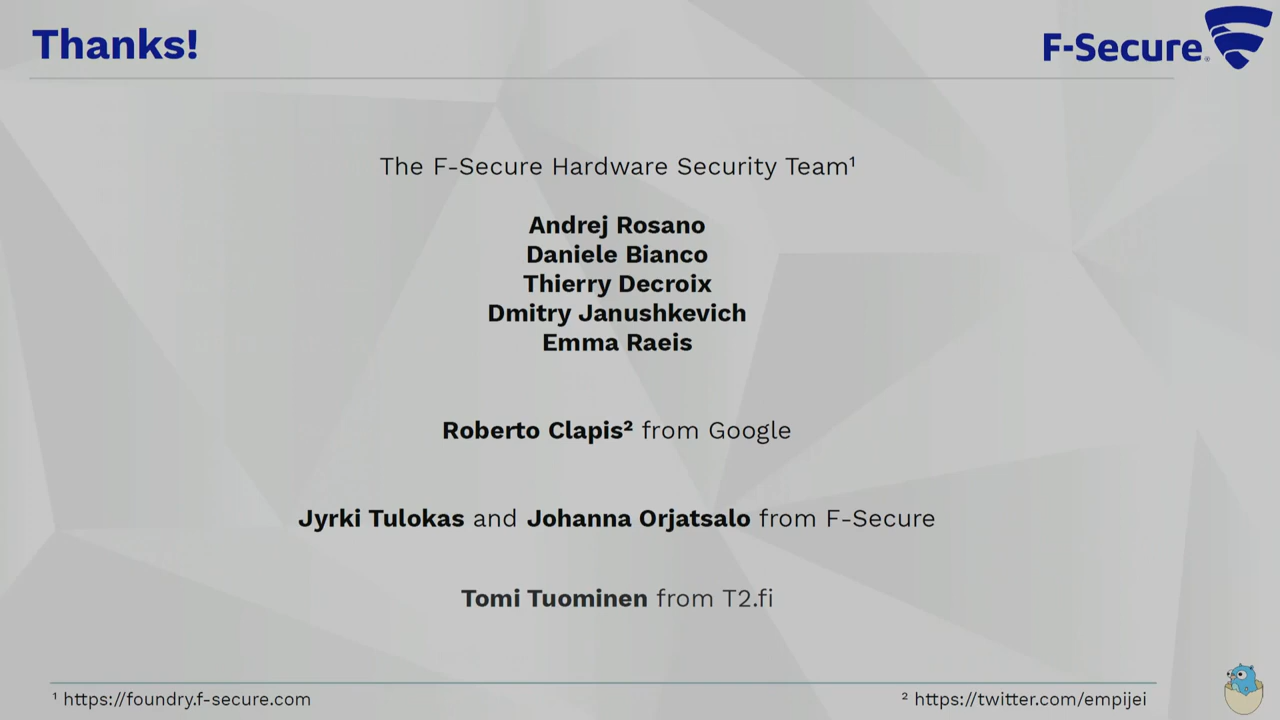 Thanks!
F-Secure®
The F-Secure Hardware Security Team¹
Andrej Rosano
Daniele Bianco
Thierry Decroix
Dmitry Janushkevich
Emma Raeis
Roberto Clapis² from Google
Jyrki Tulokas and Johanna Orjatsalo from F-Secure
Tomi Tuominen from T2.fi
¹ https://foundry.f-secure.com
² https://twitter.com/empijei